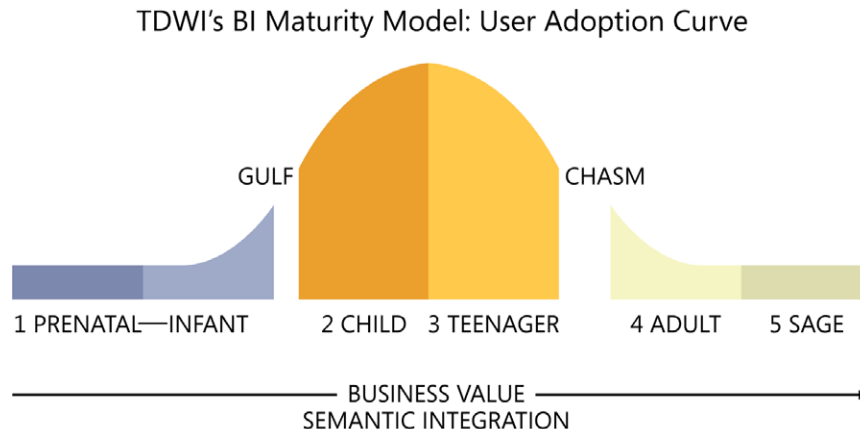 TDWI's BI Maturity Model: User Adoption Curve
GULF
CHASM
1 PRENATAL—INFANT
2 CHILD
3 TEENAGER
4 ADULT
5 SAGE
BUSINESS VALUE
SEMANTIC INTEGRATION